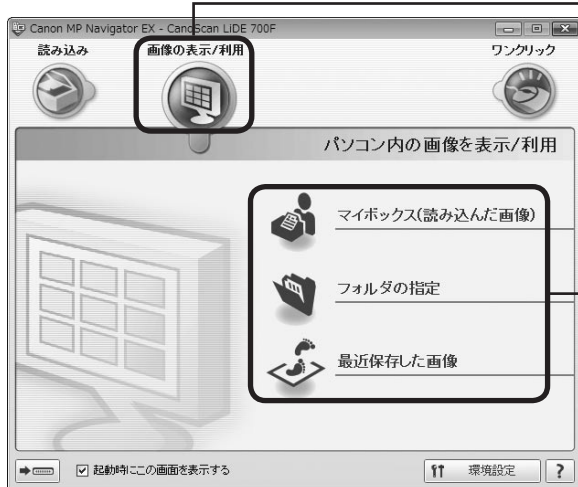 Canon MP Navigator EX - CanoScan LiDE 700F
読み込み
画像の表示/利用
ワンクリック
パソコン内の画像を表示/利用
マイボックス(読み込んだ画像)
フォルダの指定
最近保存した画像
起動時にこの画面を表示する
環境設定
?